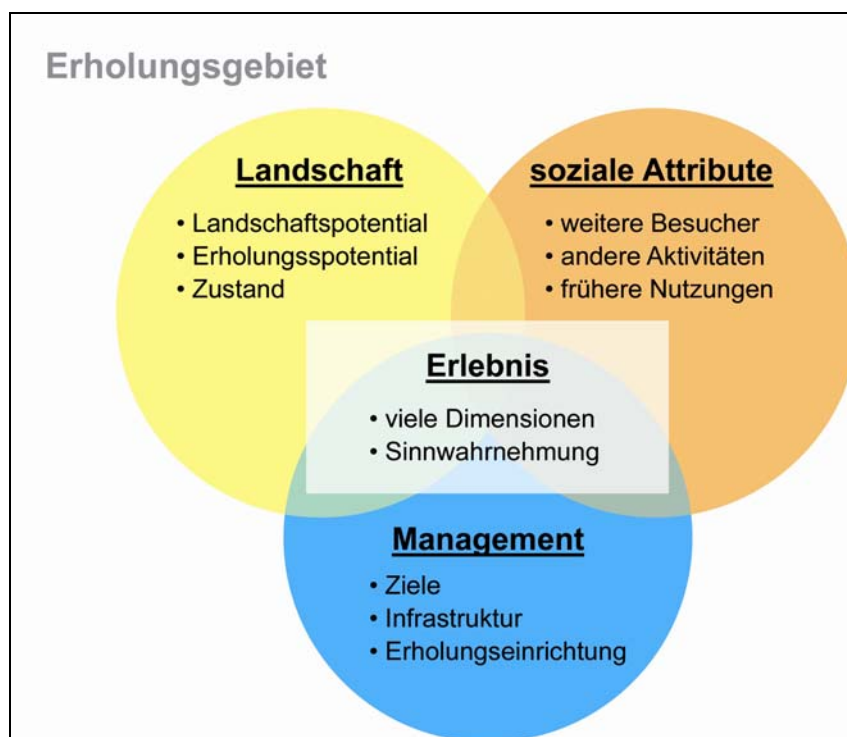 Erholungsgebiet
Landschaft
• Landschaftspotential
• Erholungsspotential
• Zustand
soziale Attribute
• weitere Besucher
• andere Aktivitäten
• frühere Nutzungen
Erlebnis
• viele Dimensionen
• Sinnwahrnehmung
Management
• Ziele
• Infrastruktur
• Erholungseinrichtung